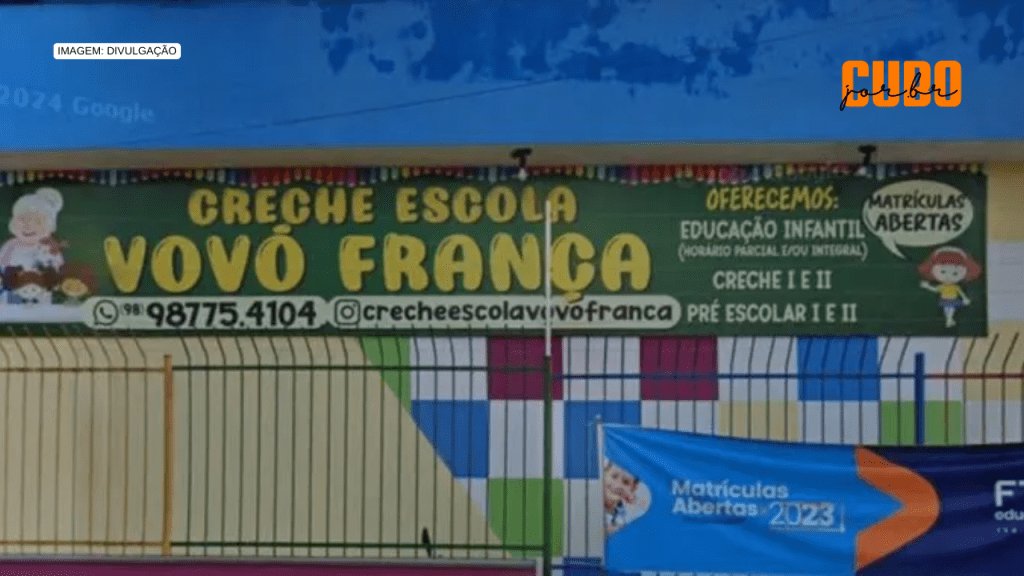 IMAGEM: DIVULGAÇÃO
CUBO
jor.br
2024 Google
CRECHE ESCOLA
VOVÓ FRANÇA
(98) 98775.4104 crecheescolavovofranca
OFERECEMOS:
EDUCAÇÃO INFANTIL
(HORÁRIO PARCIAL E/OU INTEGRAL)
CRECHE I E II
PRÉ ESCOLAR I E II
MATRÍCULAS
ABERTAS
Matrículas
Abertas 2023